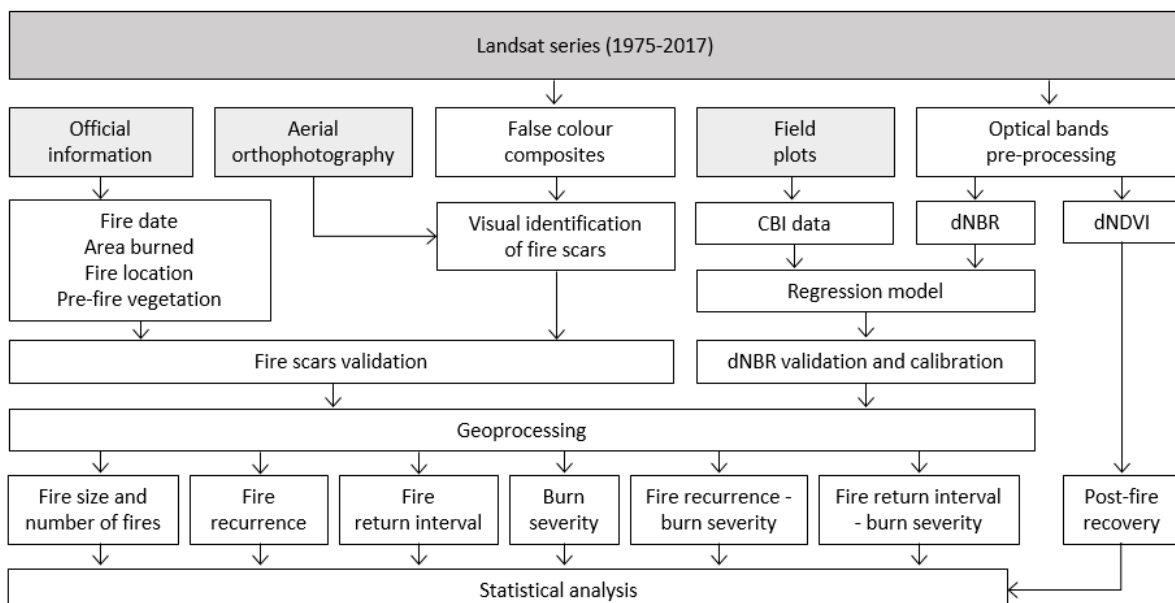 Landsat series (1975-2017)
Official
information
Aerial
orthophotography
False colour
composites
Field
plots
Optical bands
pre-processing
Fire date
Area burned
Fire location
Pre-fire vegetation
Visual identification
of fire scars
CBI data
dNBR
dNDVI
Regression model
Fire scars validation
dNBR validation and calibration
Geoprocessing
Fire size and
number of fires
Fire
recurrence
Fire
return interval
Burn
severity
Fire recurrence -
burn severity
Fire return interval
- burn severity
Post-fire
recovery
Statistical analysis